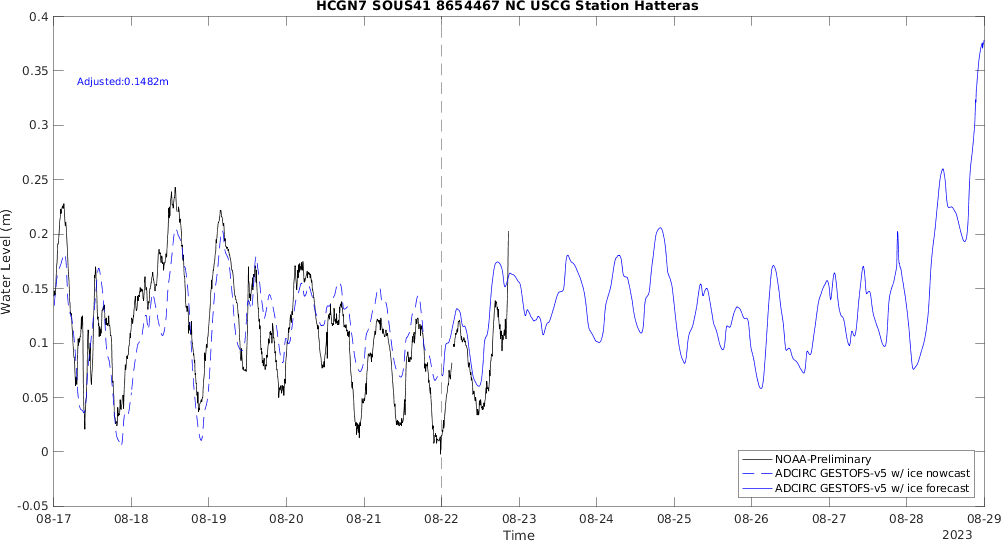 HCGN7 SOUS41 8654467 NC USCG Station Hatteras
0.4
0.35
0.3
0.25
0.2
0.15
0.1
0.05
0
-0.05
Water Level (m)
Adjusted:0.1482m
NOAA-Preliminary
ADCIRC GESTOFS-v5 w/ ice nowcast
ADCIRC GESTOFS-v5 w/ ice forecast
08-17 08-18 08-19 08-20 08-21 08-22 08-23 08-24 08-25 08-26 08-27 08-28 08-29
Time
2023